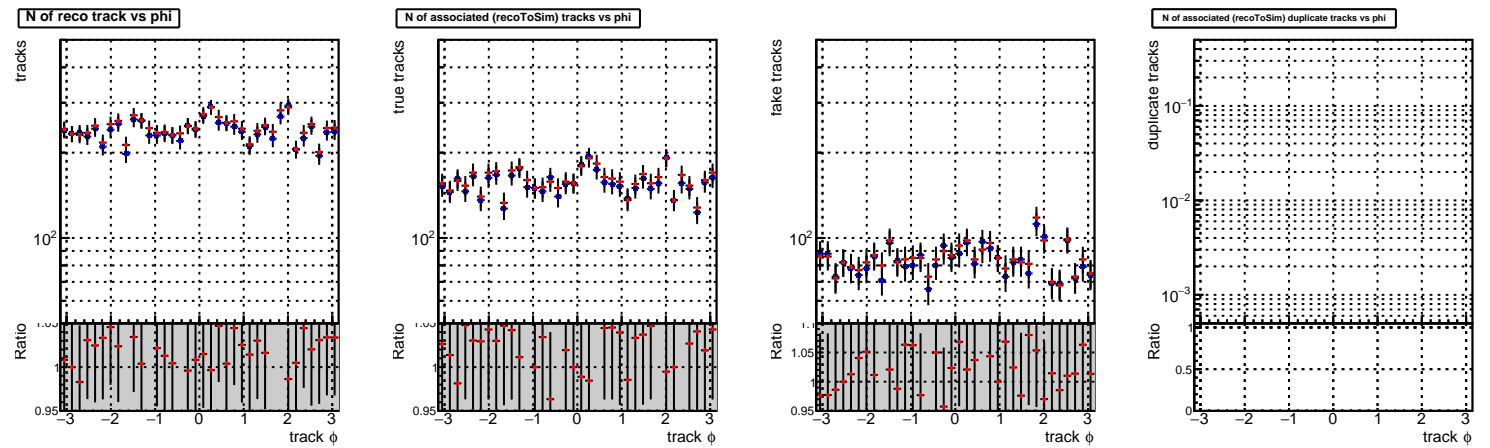 N of reco track vs phi
tracks
10²
Ratio
1.05
1
0.95
−3 −2 −1 0 1 2 3
track ϕ
N of associated (recoToSim) tracks vs phi
true tracks
10²
Ratio
1.05
1
0.95
−3 −2 −1 0 1 2 3
track ϕ
fake tracks
10²
Ratio
1.1
1.05
1
0.95
−3 −2 −1 0 1 2 3
track ϕ
N of associated (recoToSim) duplicate tracks vs phi
duplicate tracks
10⁻¹
10⁻²
10⁻³
Ratio
1
0.5
0
−3 −2 −1 0 1 2 3
track ϕ